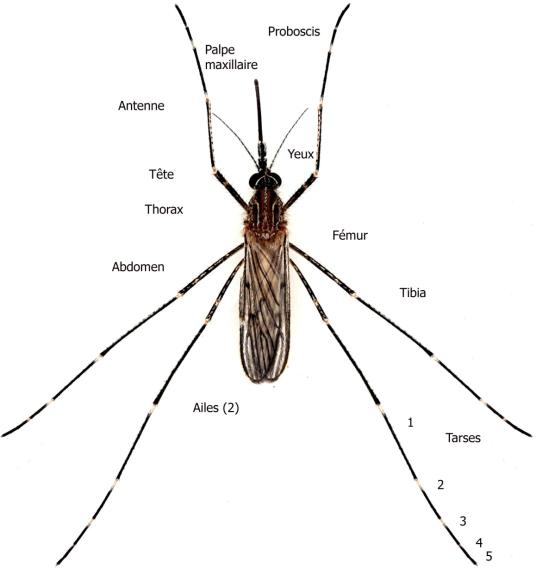 Proboscis
Palpe
maxillaire
Antenne
Yeux
Tête
Thorax
Fémur
Abdomen
Tibia
Ailes (2)
1
Tarses
2
3
4
5